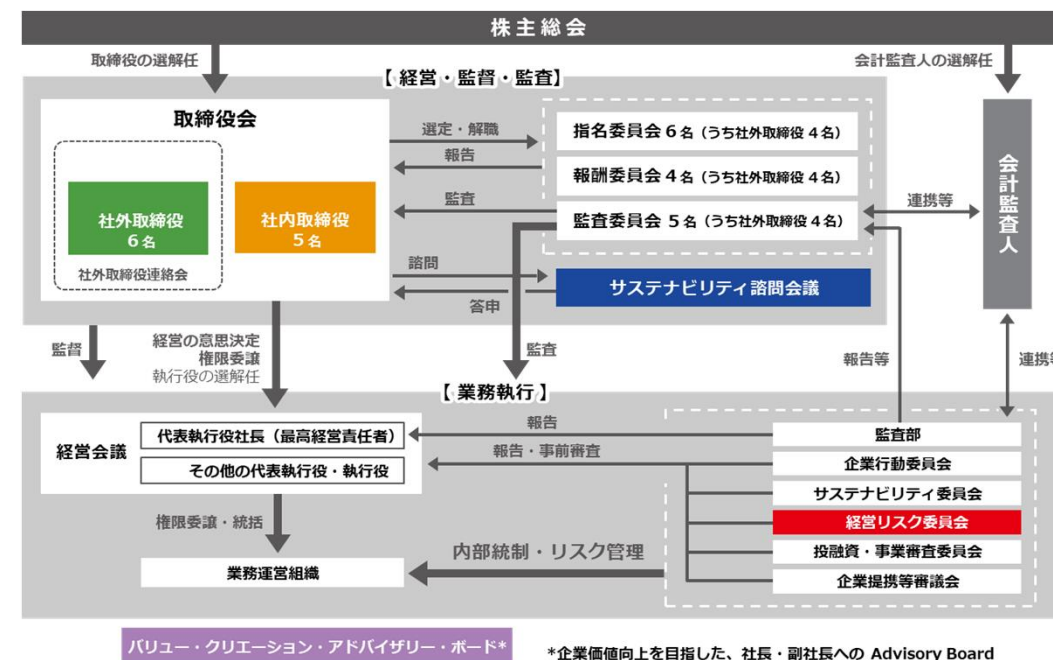 株主総会
取締役の選解任
会計監査人の選解任
【 経営・監督・監査】
取締役会
社外取締役
6名
社内取締役
5名
社外取締役連絡会
選定・解職
報告
監査
諮問
答申
指名委員会 6 名（うち社外取締役 4 名）
報酬委員会 4 名（うち社外取締役 4 名）
監査委員会 5 名（うち社外取締役 4 名）
サステナビリティ諮問会議
連携等
会計監査人
監督
経営の意思決定
権限委譲
執行役の選解任
監査
報告等
連携
【 業務執行 】
経営会議
代表執行役社長（最高経営責任者）
その他の代表執行役・執行役
報告
報告・事前審査
監査部
企業行動委員会
サステナビリティ委員会
経営リスク委員会
投融資・事業審査委員会
企業提携等審議会
権限委譲・統括
内部統制・リスク管理
業務運営組織
バリュー・クリエーション・アドバイザリー・ボード*
*企業価値向上を目指した、社長・副社長への Advisory Board